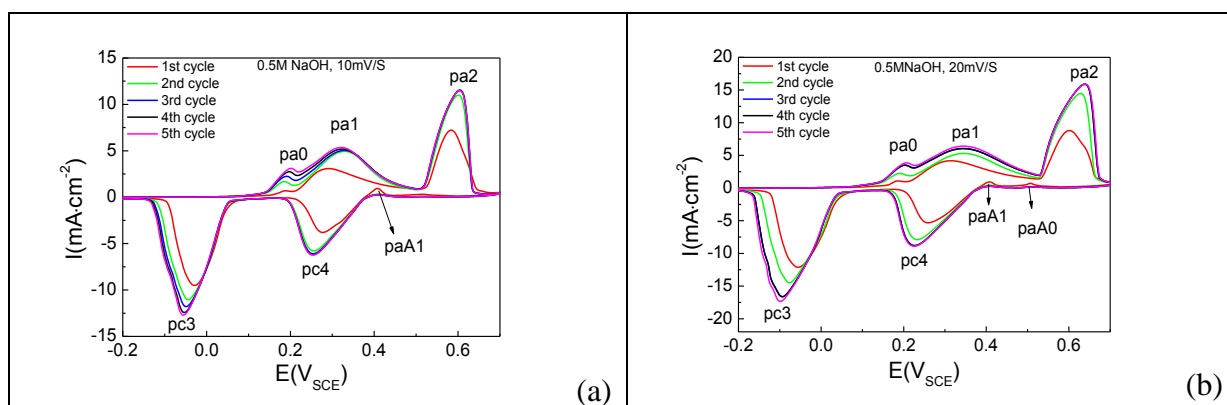 0.5M NaOH, 10mV/S
1st cycle
2nd cycle
3rd cycle
4th cycle
5th cycle
pa0
pa1
pa2
paA1
pc4
pc3
15
10
5
0
-5
-10
-15
I(mA·cm-2)
-0.2 0.0 0.2 0.4 0.6
E(VSCE)
(a)
0.5MNaOH, 20mV/S
1st cycle
2nd cycle
3rd cycle
4th cycle
5th cycle
pa0
pa1
pa2
paA1
paA0
pc4
pc3
20
15
10
5
0
-5
-10
-15
-20
I(mA·cm-2)
-0.2 0.0 0.2 0.4 0.6
E(VSCE)
(b)